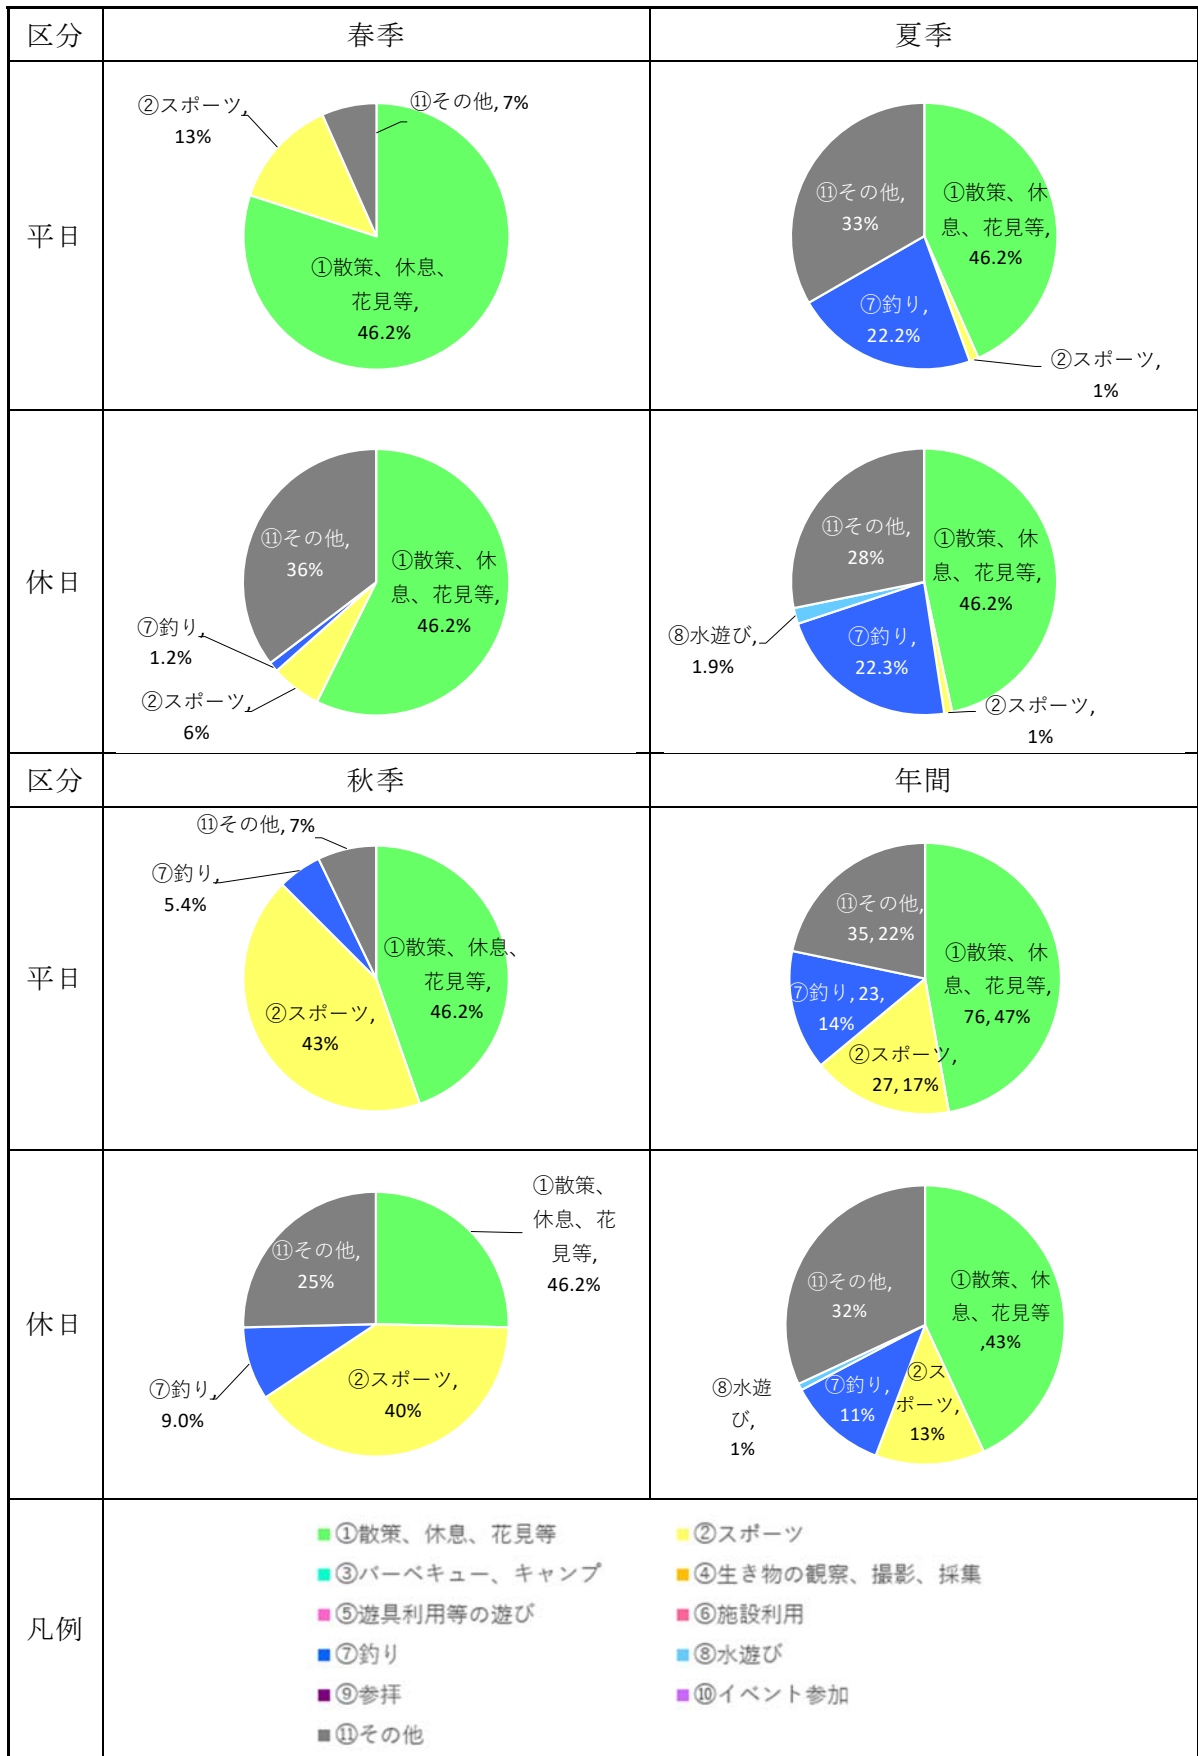 区分
春季
夏季
平日
②スポーツ,
13%
⑪その他, 7%
①散策、休息、
花見等,
46.2%
⑪その他,
33%
①散策、休
息、花見等,
46.2%
⑦釣り,
22.2%
②スポーツ,
1%
休日
⑪その他,
36%
①散策、休
息、花見等,
46.2%
⑦釣り,
1.2%
②スポーツ,
6%
⑪その他,
28%
①散策、休
息、花見等,
46.2%
⑧水遊び,
1.9%
⑦釣り,
22.3%
②スポーツ,
1%
区分
秋季
年間
平日
⑪その他, 7%
⑦釣り,
5.4%
①散策、休息、
花見等,
46.2%
②スポーツ,
43%
⑪その他,
35, 22%
①散策、休
息、花見等,
76, 47%
⑦釣り, 23,
14%
②スポーツ,
27, 17%
休日
①散策、
休息、花
見等,
46.2%
⑪その他,
25%
⑦釣り,
9.0%
②スポーツ,
40%
⑪その他,
32%
①散策、休
息、花見等
,43%
⑧水遊
び,
1%
⑦釣り,
11%
②ス
ポーツ,
13%
凡例
①散策、休息、花見等
②スポーツ
③バーベキュー、キャンプ
④生き物の観察、撮影、採集
⑤遊具利用等の遊び
⑥施設利用
⑦釣り
⑧水遊び
⑨参拝
⑩イベント参加
⑪その他